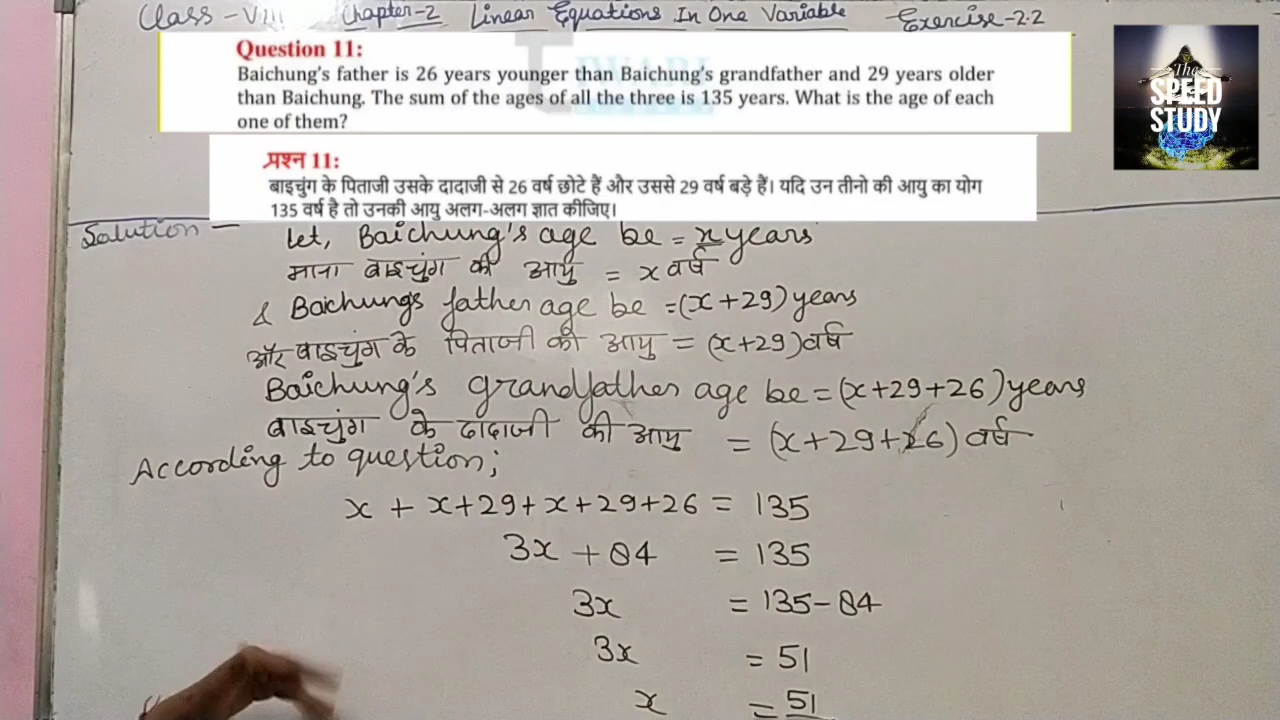 Class - VIII Chapter-2 Linear Equations In One Variable - Exercise-2.2
Question 11:
Baichung's father is 26 years younger than Baichung's grandfather and 29 years older
than Baichung. The sum of the ages of all the three is 135 years. What is the age of each
one of them?
The
SPEED
STUDY
प्रश्न 11:
बाइचुंग के पिताजी उसके दादाजी से 26 वर्ष छोटे हैं और उससे 29 वर्ष बड़े हैं। यदि उन तीनो की आयु का योग
135 वर्ष है तो उनकी आयु अलग-अलग ज्ञात कीजिए।
Solution -
Let, Baichung's age be = x years
माना बाइचुंग की आयु = x वर्ष
& Baichung's father age be =(x+29) years
और बाइचुंग के पिताजी की आयु = (x+29) वर्ष
Baichung's grandfather age be = (x+29+26) years
बाइचुंग के दादाजी की आयु = (x+29+26) वर्ष
According to question;
x + x+29+x+29+26 = 135
3x + 84 = 135
3x = 135-84
3x = 51
x = 51